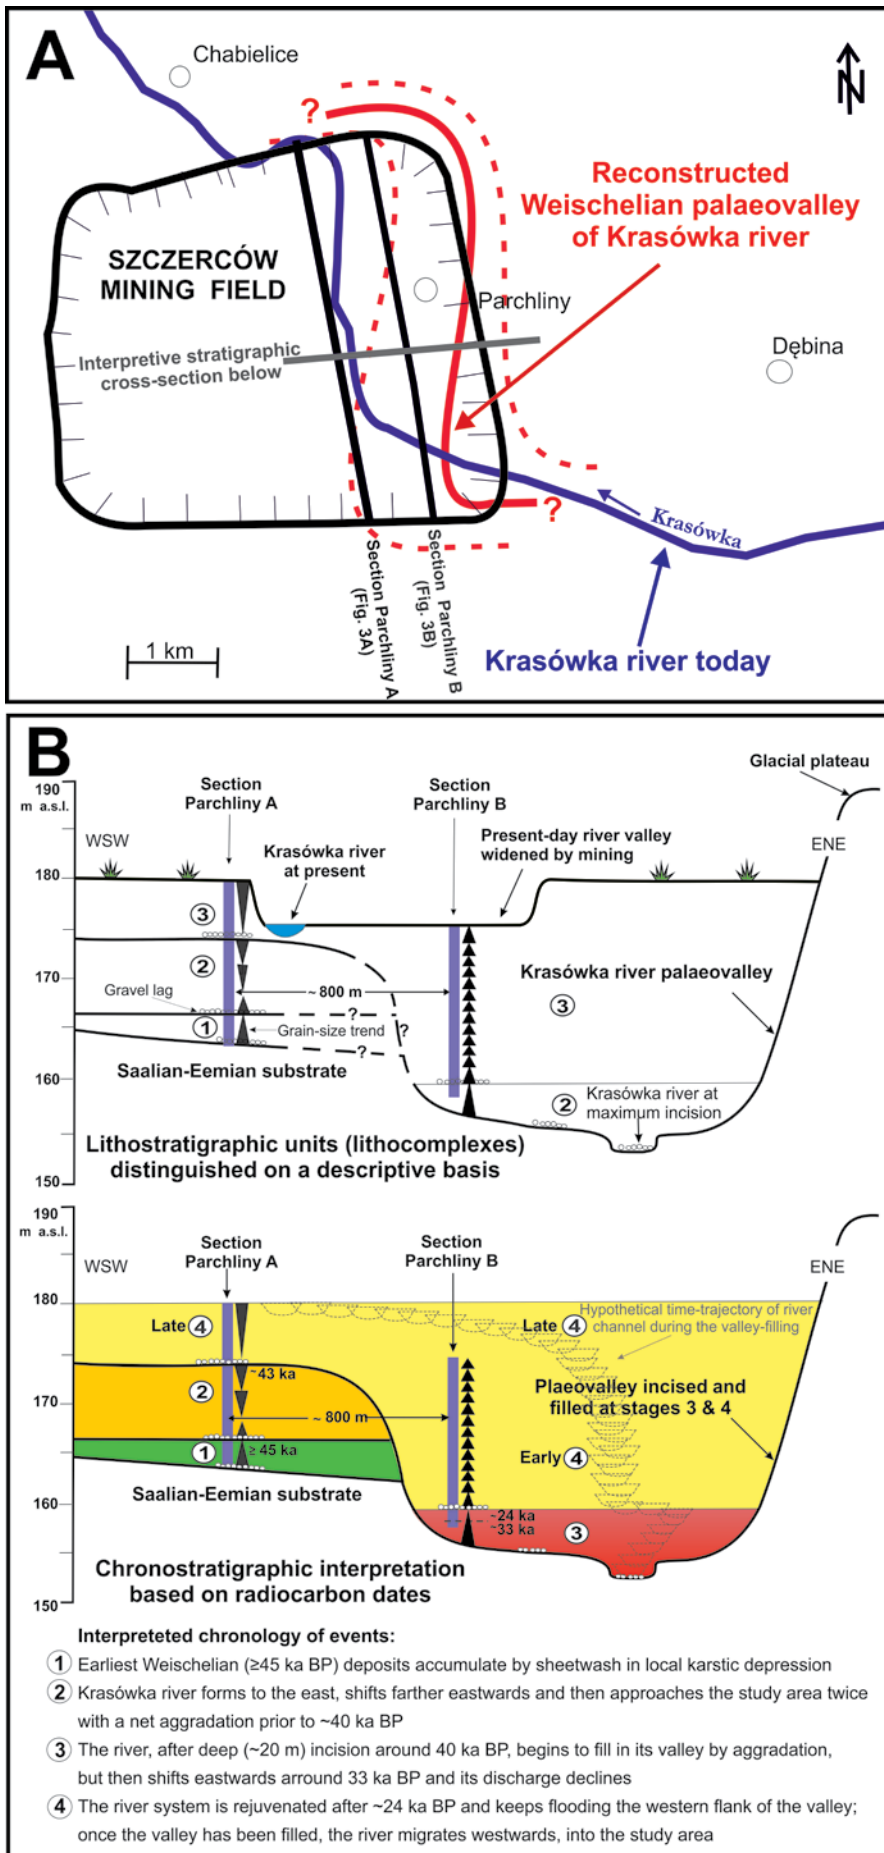 A
Chabielice
N
?
Reconstructed
Weischelian palaeovalley
of Krasówka river
SZCZERCÓW
MINING FIELD
Parchliny
Dębina
Interpretive stratigraphic
cross-section below
?
Krasówka
Section Parchliny A
(Fig. 3A)
Section Parchliny B
(Fig. 3B)
1 km
Krasówka river today
B
Glacial plateau
190
m a.s.l.
Section
Parchliny A
Section
Parchliny B
WSW
Krasówka river
at present
Present-day river valley
widened by mining
ENE
180
3
2
170
Gravel lag
~ 800 m
Krasówka river palaeovalley
3
?
1
Grain-size trend
?
?
Saalian-Eemian substrate
160
2
Krasówka river at
maximum incision
Lithostratigraphic units (lithocomplexes)
distinguished on a descriptive basis
150
190
m a.s.l.
Section
Parchliny A
Section
Parchliny B
WSW
ENE
180
Late 4
Late 4
Hypothetical time-trajectory of river
channel during the valley-filling
~43 ka
2
170
Plaeovalley incised and
filled at stages 3 & 4
~ 800 m
1
≥ 45 ka
Early 4
Saalian-Eemian substrate
160
~24 ka
~33 ka
3
Chronostratigraphic interpretation
based on radiocarbon dates
150
Interpreteted chronology of events:
1 Earliest Weischelian (≥45 ka BP) deposits accumulate by sheetwash in local karstic depression
2 Krasówka river forms to the east, shifts farther eastwards and then approaches the study area twice
with a net aggradation prior to ~40 ka BP
3 The river, after deep (~20 m) incision around 40 ka BP, begins to fill in its valley by aggradation,
but then shifts eastwards arround 33 ka BP and its discharge declines
4 The river system is rejuvenated after ~24 ka BP and keeps flooding the western flank of the valley;
once the valley has been filled, the river migrates westwards, into the study area